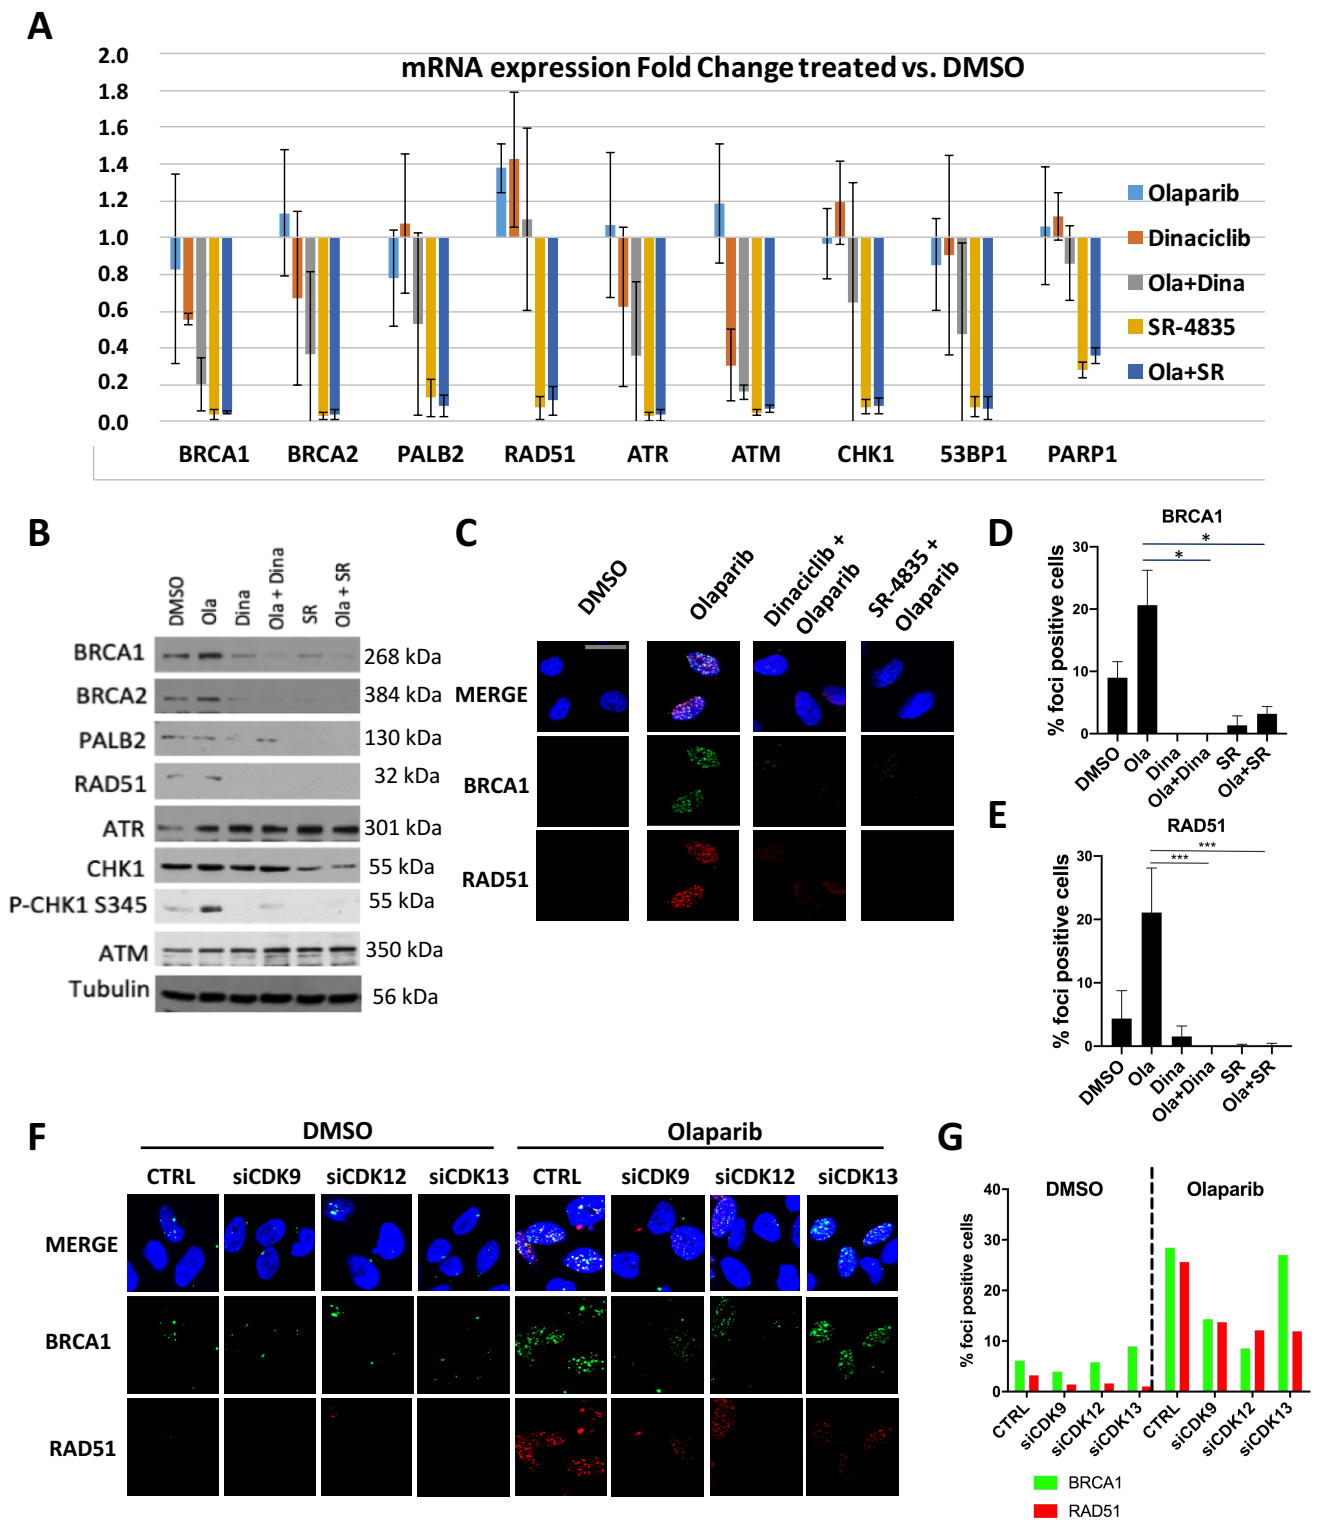 A
mRNA expression Fold Change treated vs. DMSO
2.0
1.8
1.6
1.4
1.2
1.0
0.8
0.6
0.4
0.2
0.0
Olaparib
Dinaciclib
Ola+Dina
SR-4835
Ola+SR
BRCA1 BRCA2 PALB2 RAD51 ATR ATM CHK1 53BP1 PARP1
B
DMSO Ola Dina Ola + Dina SR Ola + SR
BRCA1 268 kDa
BRCA2 384 kDa
PALB2 130 kDa
RAD51 32 kDa
ATR 301 kDa
CHK1 55 kDa
P-CHK1 S345 55 kDa
ATM 350 kDa
Tubulin 56 kDa
C
DMSO
Olaparib
Dinaciclib +
Olaparib
SR-4835 +
Olaparib
MERGE
BRCA1
RAD51
D
BRCA1
% foci positive cells
30
20
10
0
*
*
DMSO Ola Dina Ola+Dina SR Ola+SR
E
RAD51
% foci positive cells
30
20
10
0
***
***
DMSO Ola Dina Ola+Dina SR Ola+SR
F
DMSO Olaparib
CTRL siCDK9 siCDK12 siCDK13 CTRL siCDK9 siCDK12 siCDK13
MERGE
BRCA1
RAD51
G
DMSO Olaparib
% foci positive cells
40
30
20
10
0
CTRL siCDK9 siCDK12 siCDK13 CTRL siCDK9 siCDK12 siCDK13
BRCA1
RAD51